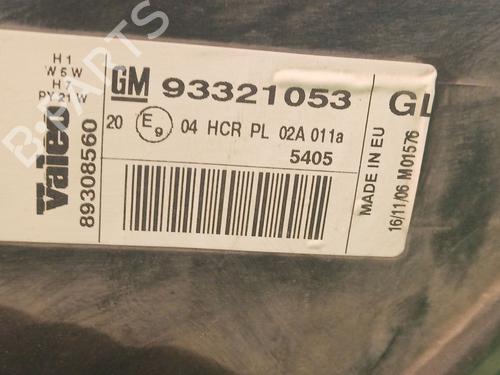 H1
W5W
H7
PY21W
Valeo
89308560
GM 93321053
20 E9 04 HCR PL 02A 011a
5405
GL
MADE IN EU
16/11/06 M01576
B-PARTS